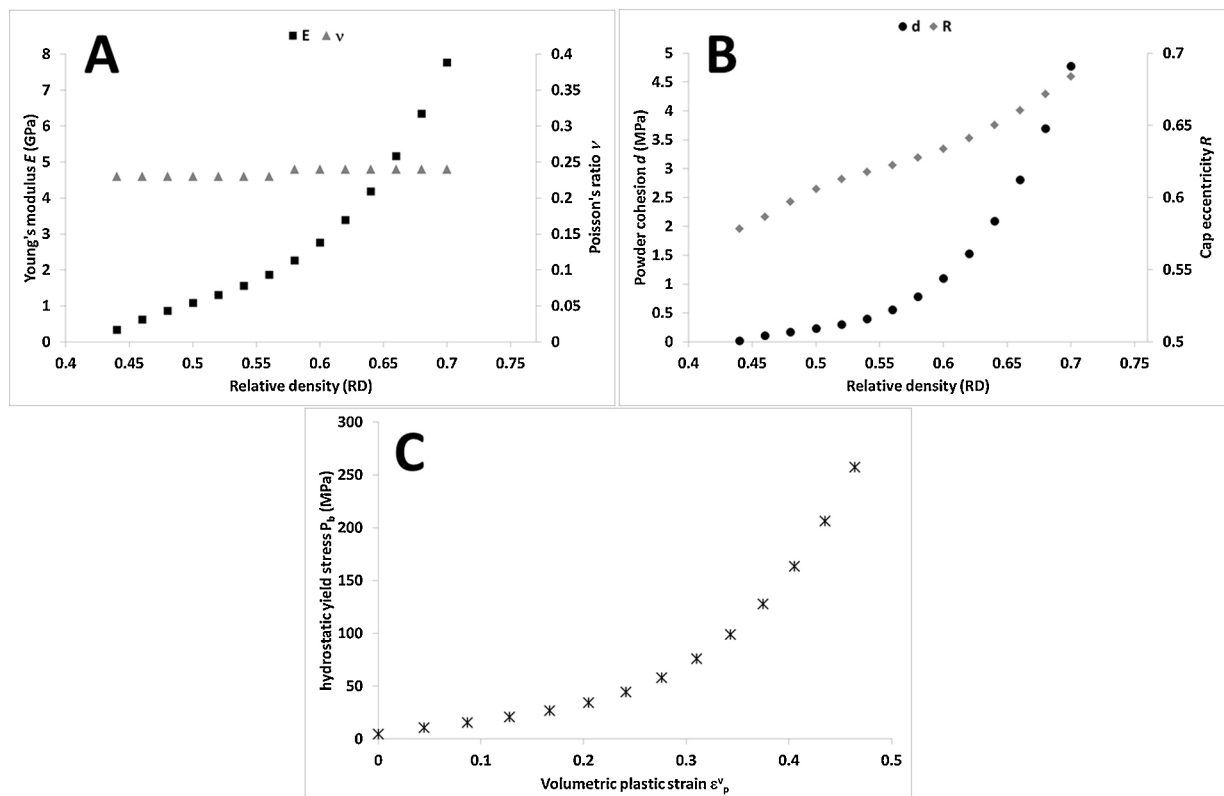 A
E ν
Young's modulus E (GPa)
8
7
6
5
4
3
2
1
0
0.4
0.35
0.3
0.25
0.2
0.15
0.1
0.05
0
Poisson's ratio ν
0.4 0.45 0.5 0.55 0.6 0.65 0.7 0.75
Relative density (RD)
B
d R
Powder cohesion d (MPa)
5
4.5
4
3.5
3
2.5
2
1.5
1
0.5
0
0.7
0.65
0.6
0.55
0.5
Cap eccentricity R
0.4 0.45 0.5 0.55 0.6 0.65 0.7 0.75
Relative density (RD)
C
hydrostatic yield stress Pb (MPa)
300
250
200
150
100
50
0
0 0.1 0.2 0.3 0.4 0.5
Volumetric plastic strain εvp